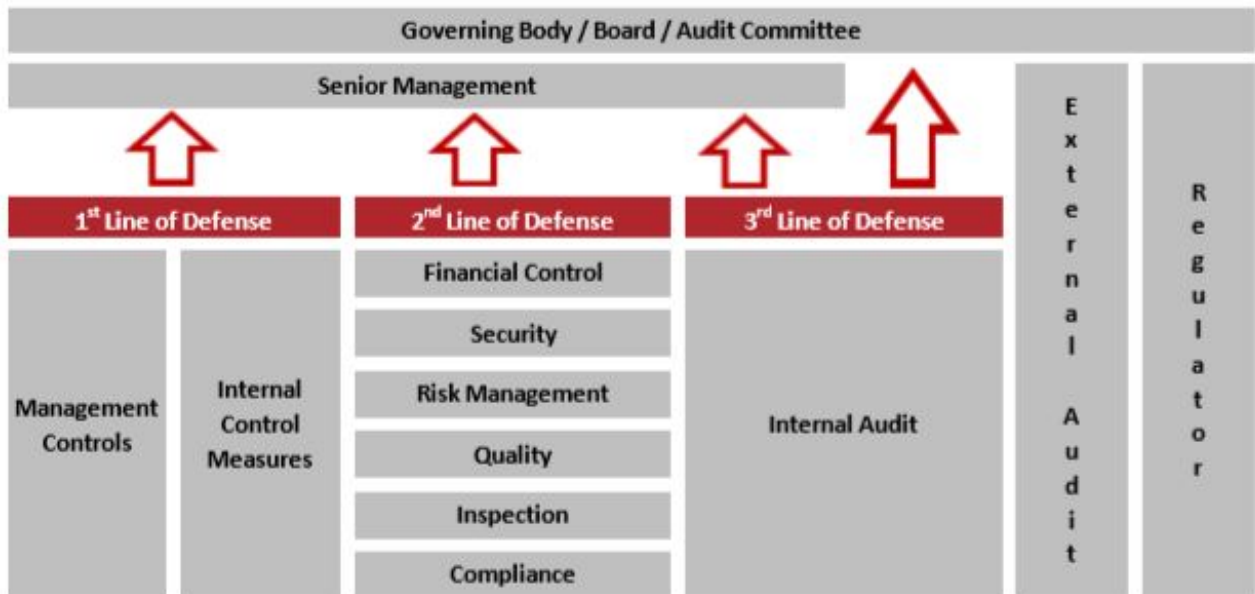 Governing Body / Board / Audit Committee
Senior Management
1st Line of Defense
2nd Line of Defense
3rd Line of Defense
Management
Controls
Internal
Control
Measures
Financial Control
Security
Risk Management
Quality
Inspection
Compliance
Internal Audit
External Audit
Regulator